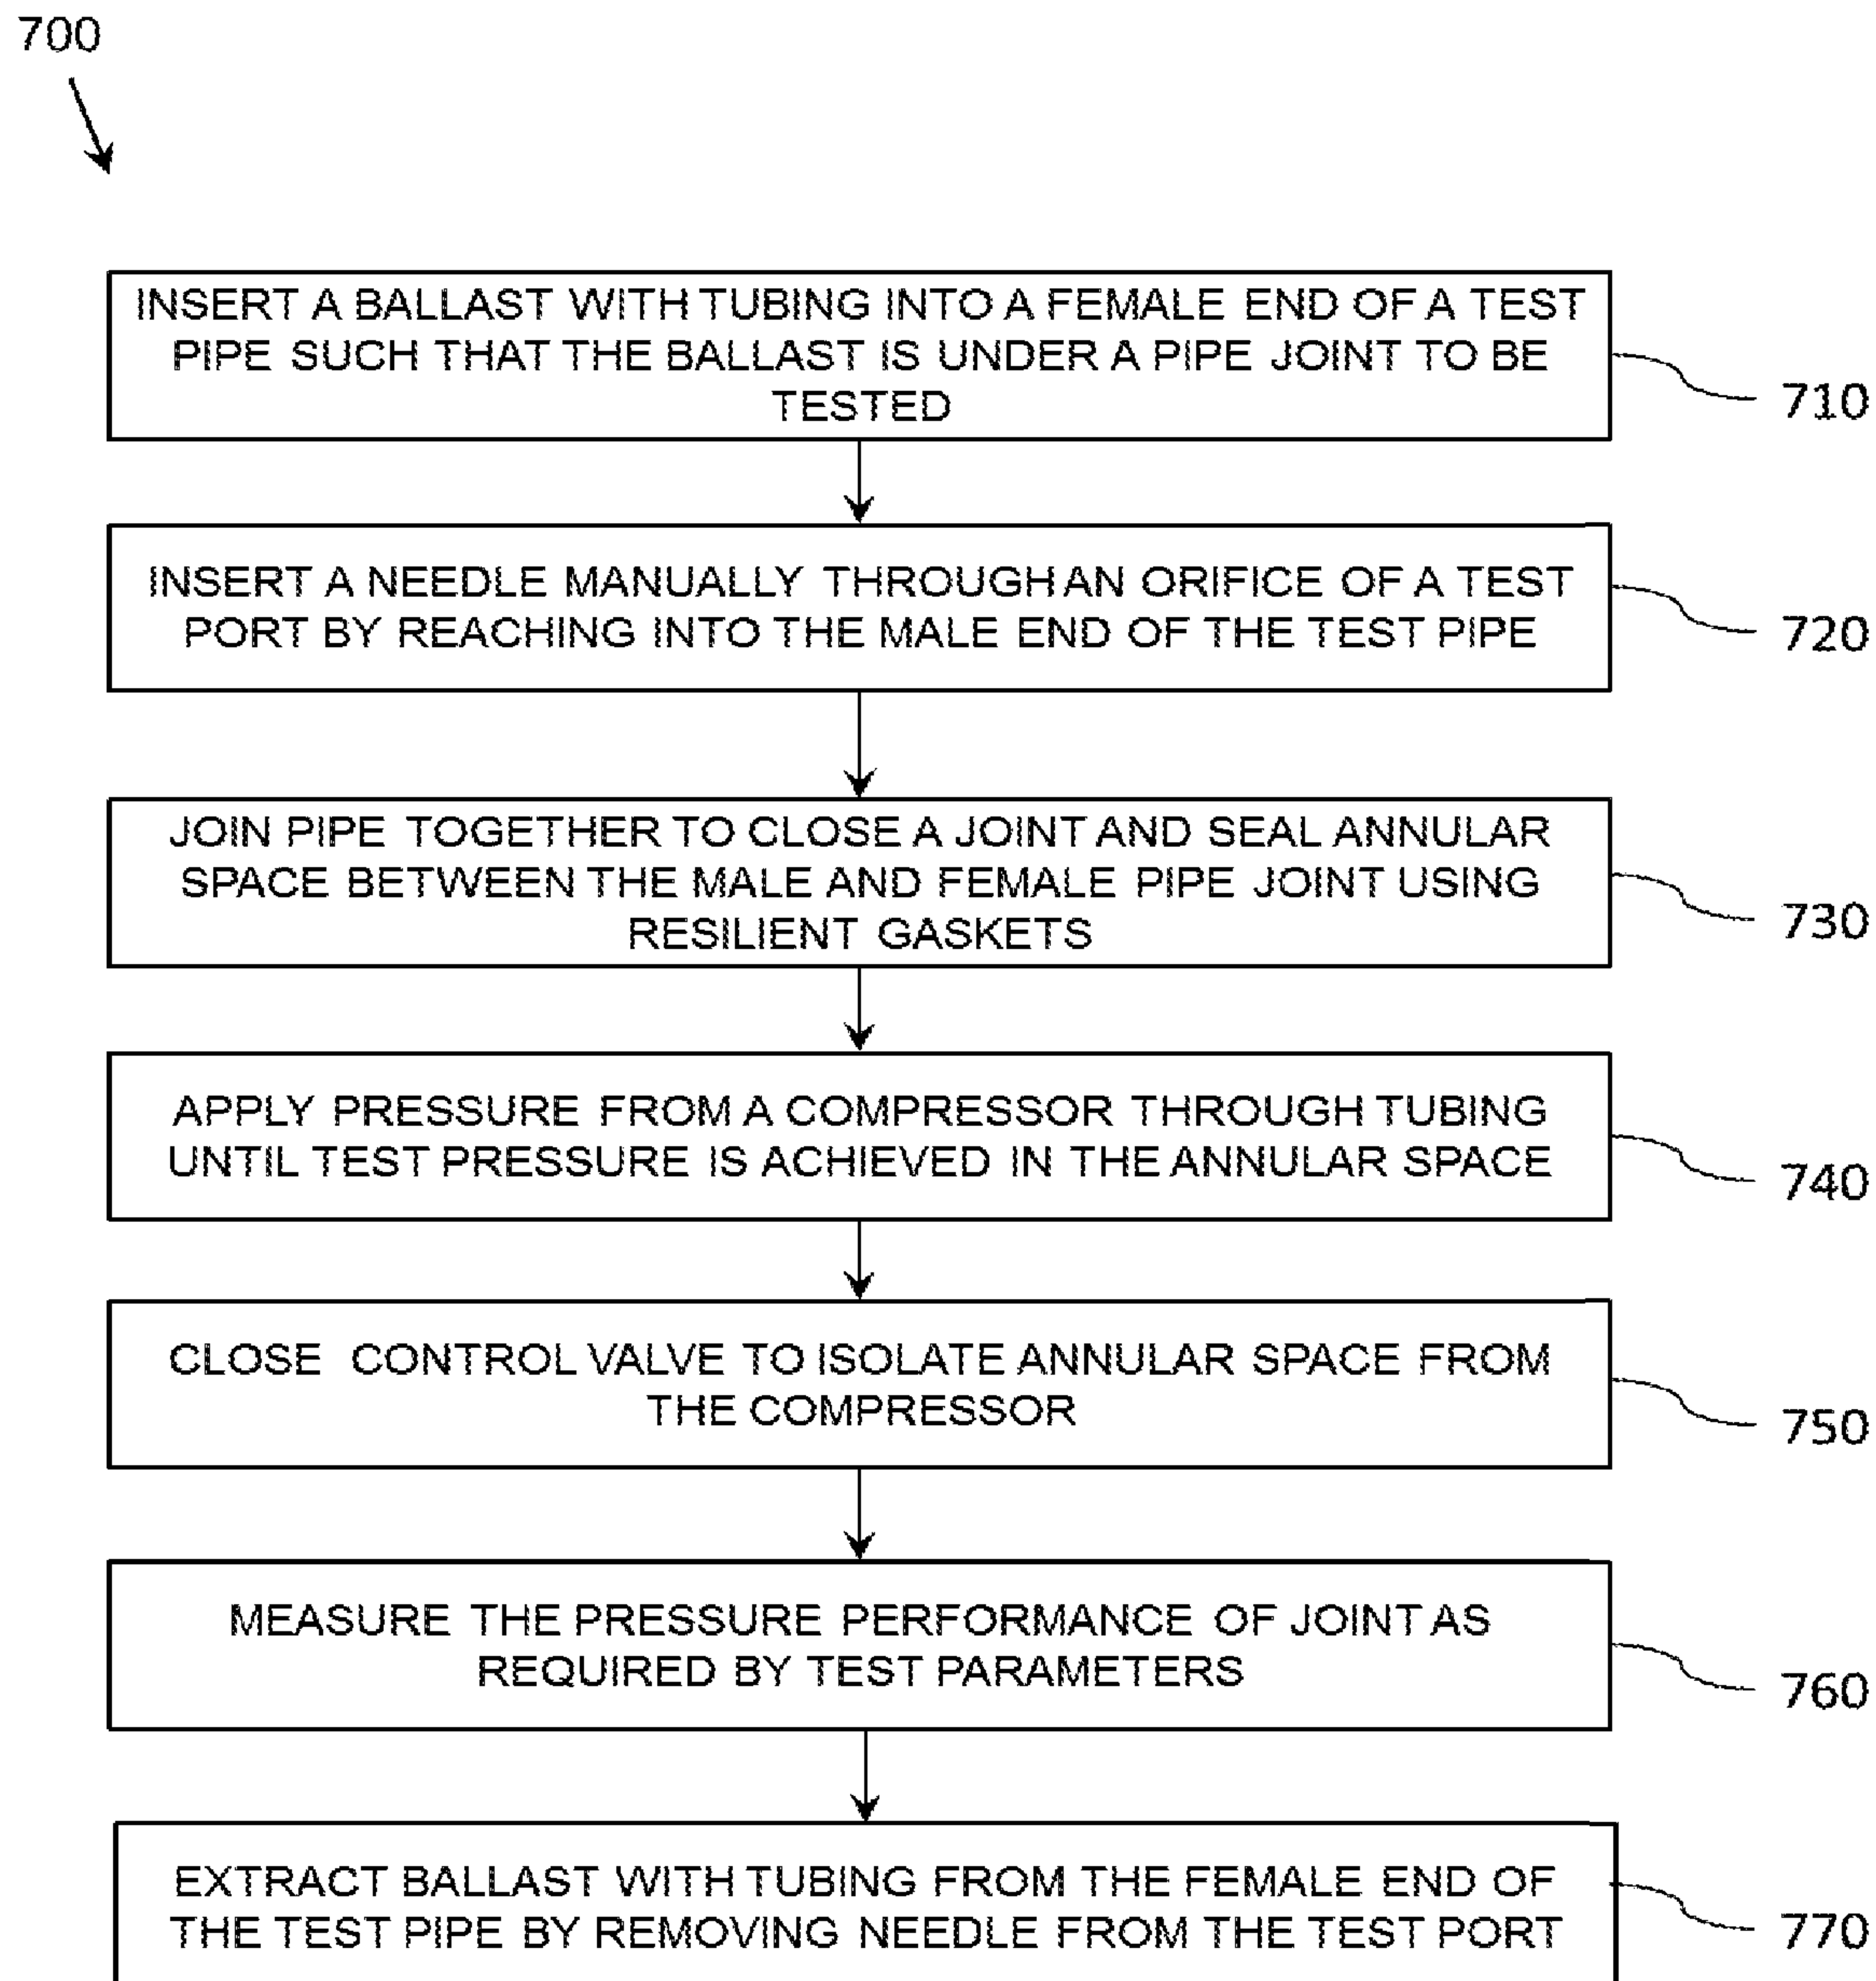 700
INSERT A BALLAST WITH TUBING INTO A FEMALE END OF A TEST
PIPE SUCH THAT THE BALLAST IS UNDER A PIPE JOINT TO BE
TESTED
710
INSERT A NEEDLE MANUALLY THROUGH AN ORIFICE OF A TEST
PORT BY REACHING INTO THE MALE END OF THE TEST PIPE
720
JOIN PIPE TOGETHER TO CLOSE A JOINT AND SEAL ANNULAR
SPACE BETWEEN THE MALE AND FEMALE PIPE JOINT USING
RESILIENT GASKETS
730
APPLY PRESSURE FROM A COMPRESSOR THROUGH TUBING
UNTIL TEST PRESSURE IS ACHIEVED IN THE ANNULAR SPACE
740
CLOSE CONTROL VALVE TO ISOLATE ANNULAR SPACE FROM
THE COMPRESSOR
750
MEASURE THE PRESSURE PERFORMANCE OF JOINT AS
REQUIRED BY TEST PARAMETERS
760
EXTRACT BALLAST WITH TUBING FROM THE FEMALE END OF
THE TEST PIPE BY REMOVING NEEDLE FROM THE TEST PORT
770